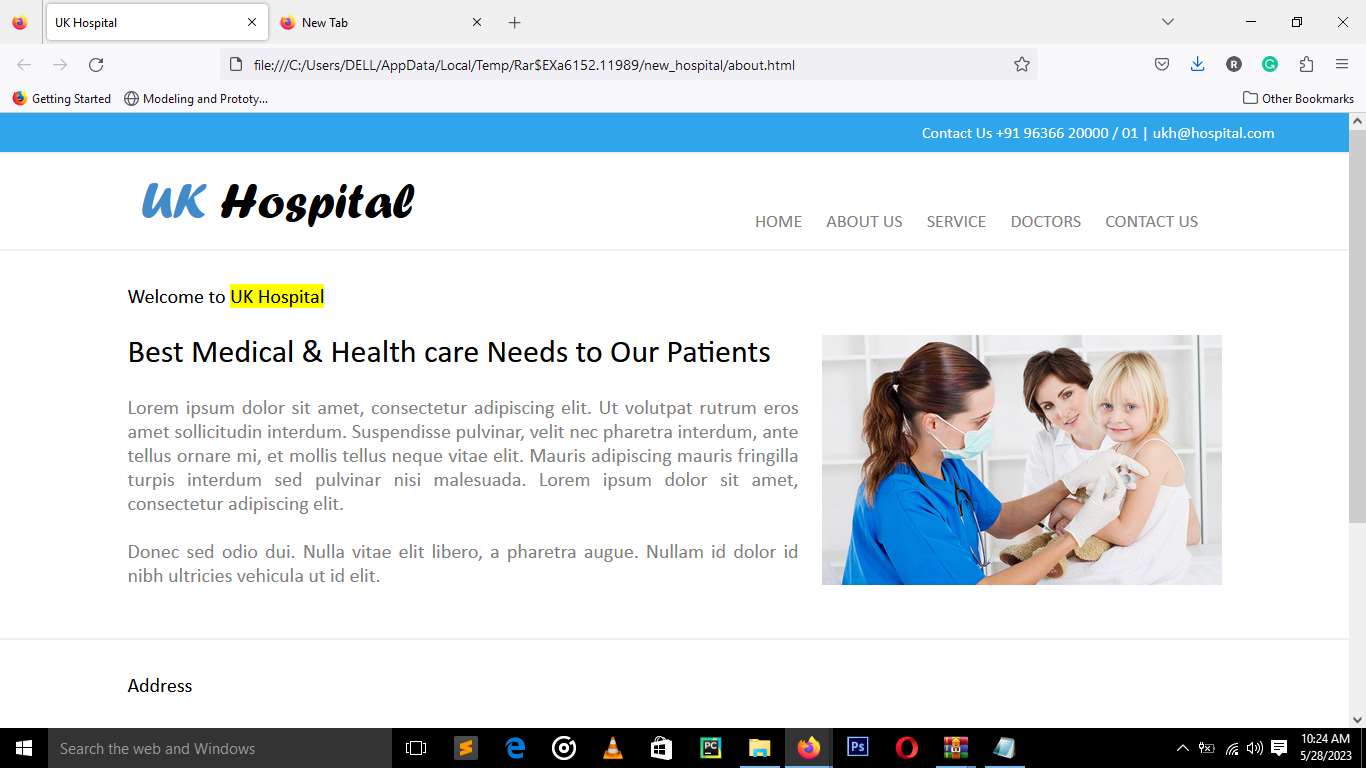 UK Hospital
New Tab
file:///C:/Users/DELL/AppData/Local/Temp/Rar$EXa6152.11989/new_hospital/about.html
R
G
Getting Started
Modeling and Prototy...
Other Bookmarks
Contact Us +91 96366 20000 / 01 | ukh@hospital.com
UK Hospital
HOME ABOUT US SERVICE DOCTORS CONTACT US
Welcome to UK Hospital
Best Medical & Health care Needs to Our Patients
Lorem ipsum dolor sit amet, consectetur adipiscing elit. Ut volutpat rutrum eros
amet sollicitudin interdum. Suspendisse pulvinar, velit nec pharetra interdum, ante
tellus ornare mi, et mollis tellus neque vitae elit. Mauris adipiscing mauris fringilla
turpis interdum sed pulvinar nisi malesuada. Lorem ipsum dolor sit amet,
consectetur adipiscing elit.
Donec sed odio dui. Nulla vitae elit libero, a pharetra augue. Nullam id dolor id
nibh ultricies vehicula ut id elit.
Address
Search the web and Windows
PC
Ps
10:24 AM
5/28/2023